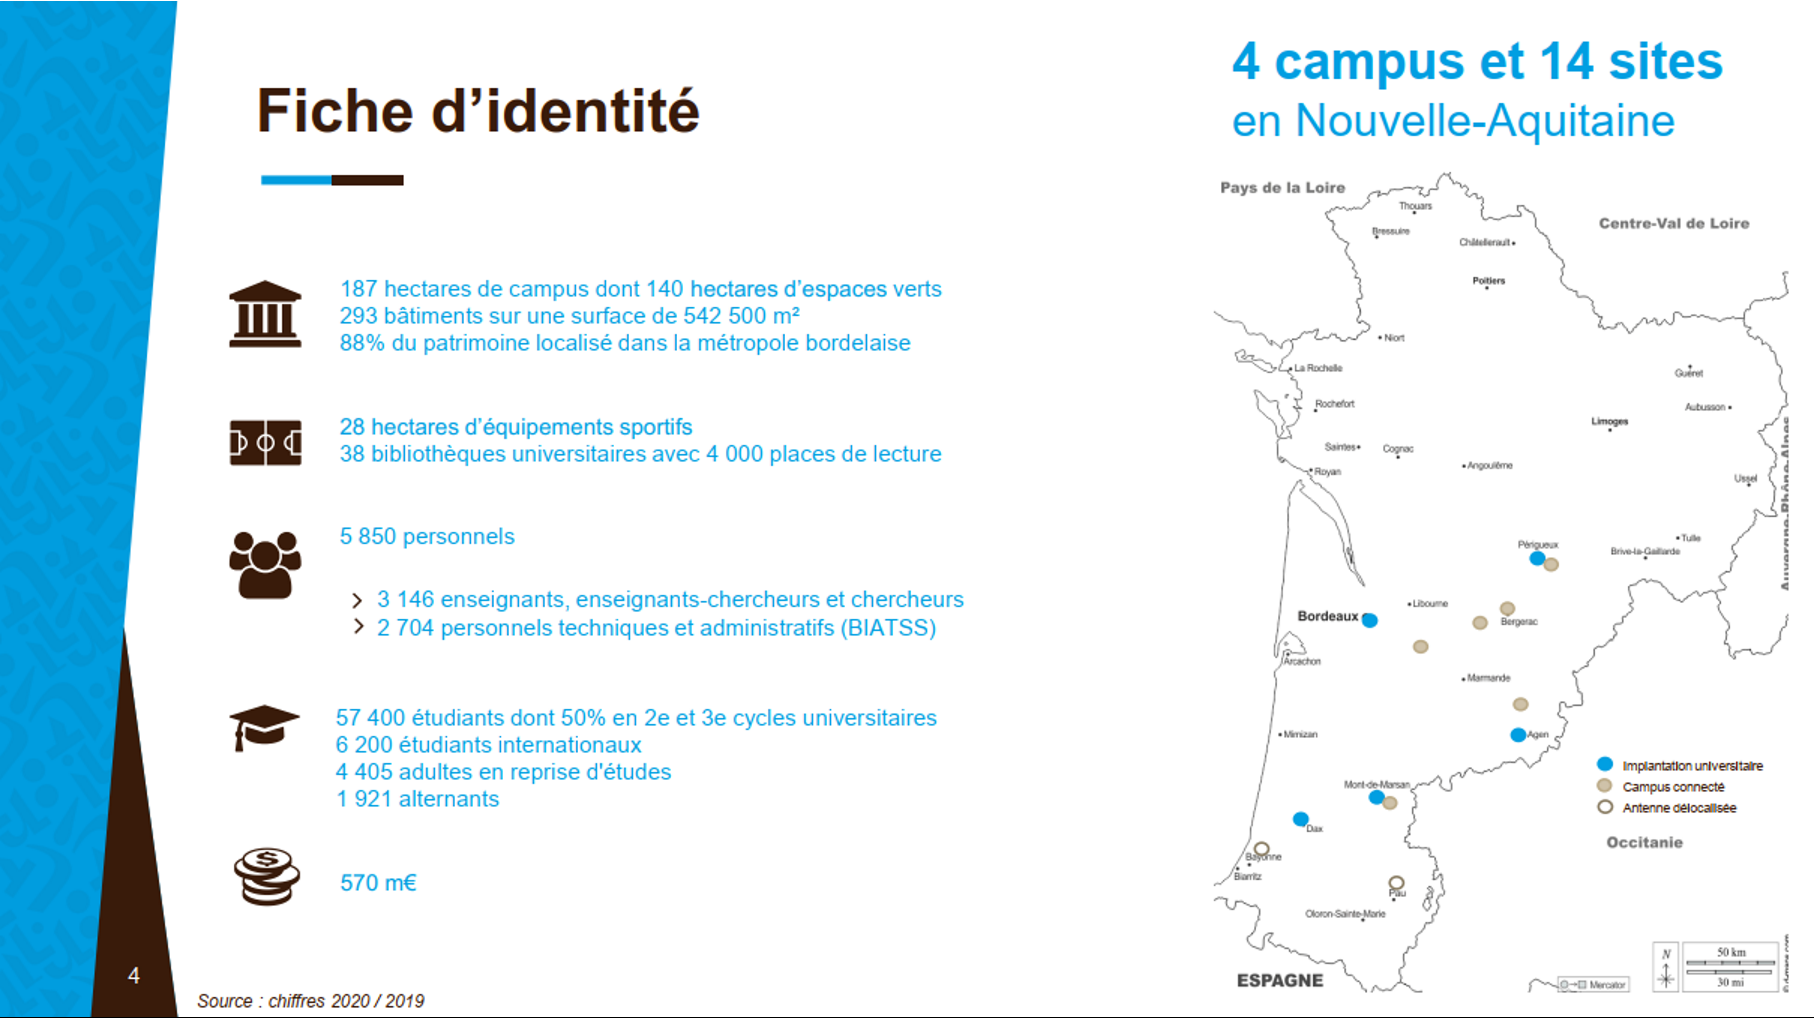 4 campus et 14 sites
en Nouvelle-Aquitaine
Fiche d’identité
187 hectares de campus dont 140 hectares d’espaces verts
293 bâtiments sur une surface de 542 500 m²
88% du patrimoine localisé dans la métropole bordelaise
28 hectares d’équipements sportifs
38 bibliothèques universitaires avec 4 000 places de lecture
5 850 personnels
3 146 enseignants, enseignants-chercheurs et chercheurs
2 704 personnels techniques et administratifs (BIATSS)
57 400 étudiants dont 50% en 2e et 3e cycles universitaires
6 200 étudiants internationaux
4 405 adultes en reprise d'études
1 921 alternants
$
570 m€
4
Source : chiffres 2020 / 2019
Pays de la Loire
Thouars
Centre-Val de Loire
Bressuire
Châtellerault
Poitiers
Niort
La Rochelle
Guéret
Rochefort
Aubusson
Limoges
Saintes
Cognac
Angoulême
Royan
Ussel
Auvergne-Rhône-Alpes
Tulle
Périgueux
Brive-la-Gaillarde
Libourne
Bordeaux
Bergerac
Arcachon
Marmande
Mimizan
Agen
Implantation universitaire
Mont-de-Marsan
Campus connecté
Antenne délocalisée
Dax
Occitanie
Bayonne
Biarritz
Pau
Oloron-Sainte-Marie
ESPAGNE
N
50 km
30 mi
Mercator